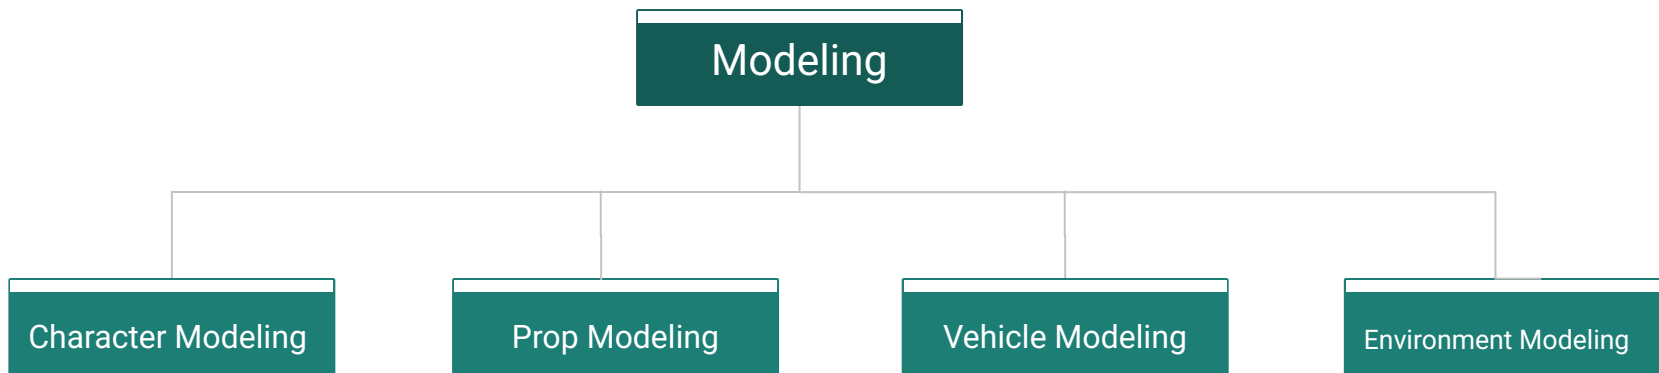 Modeling
Character Modeling
Prop Modeling
Vehicle Modeling
Environment Modeling